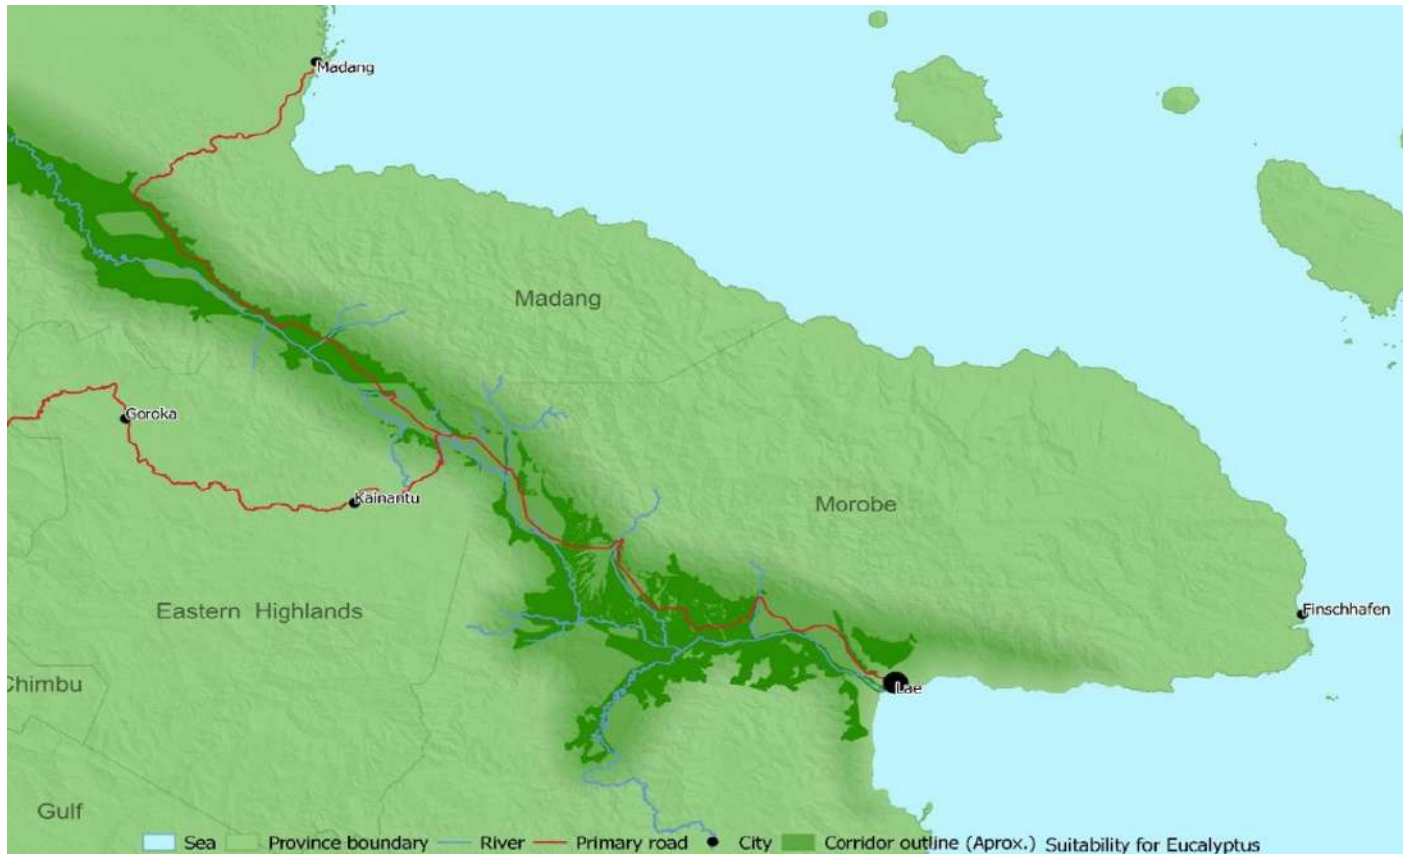 Madang
Madang
Goroka
Kainantu
Morobe
Eastern Highlands
Finschhafen
Chimbu
Lae
Gulf
Sea Province boundary River Primary road City Corridor outline (Aprox.) Suitability for Eucalyptus